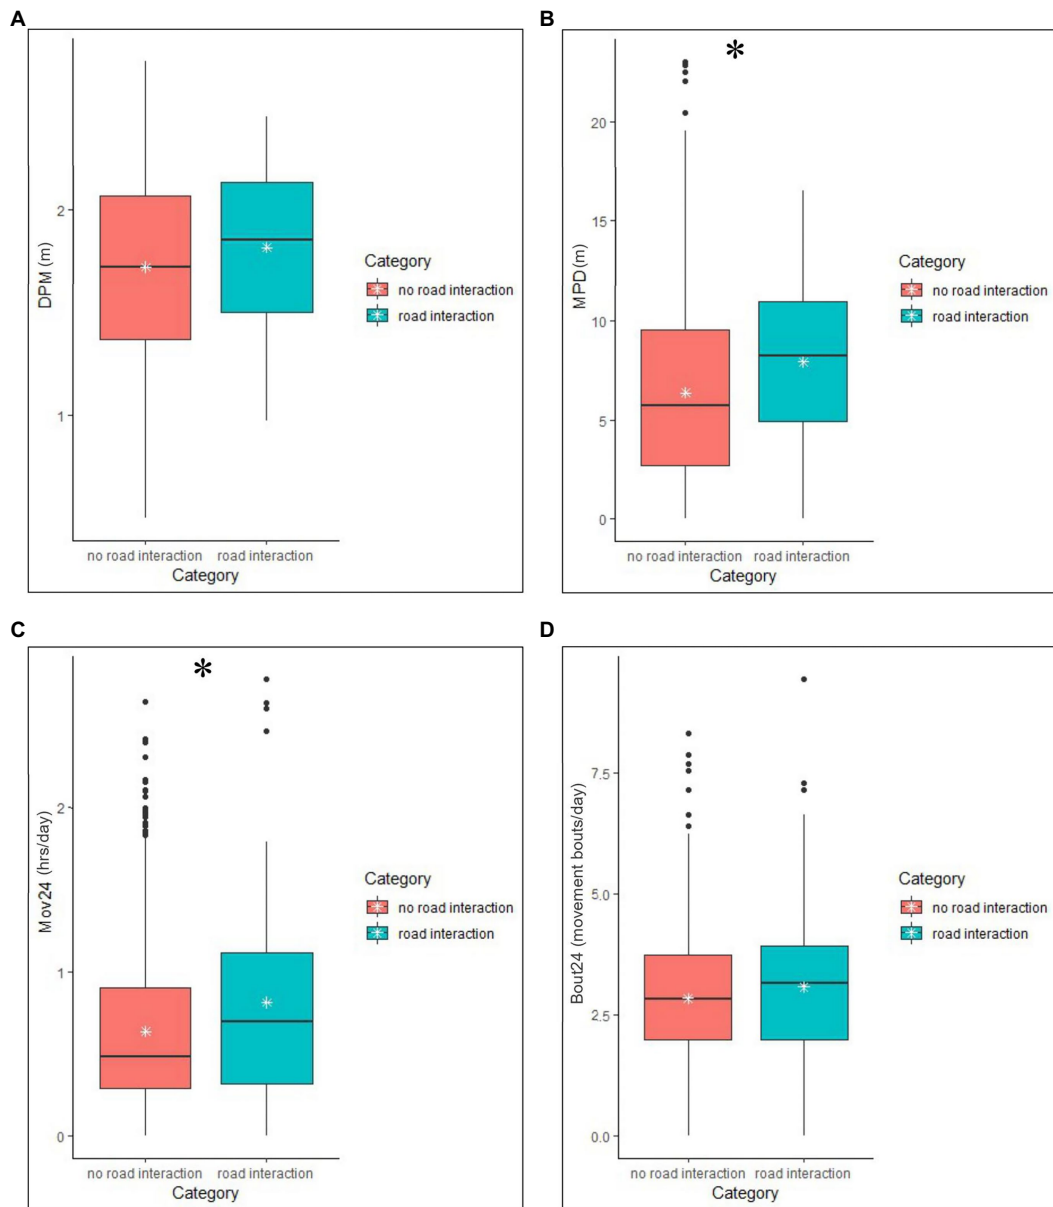 A
DPM (m)
2
1
no road interaction road interaction
Category
Category
no road interaction
road interaction
B
*
MPD(m)
20
15
10
5
0
no road interaction road interaction
Category
Category
no road interaction
road interaction
C
*
Mov24 (hrs/day)
2
1
0
no road interaction road interaction
Category
Category
no road interaction
road interaction
D
Bout24 (movement bouts/day)
7.5
5.0
2.5
0.0
no road interaction road interaction
Category
Category
no road interaction
road interaction